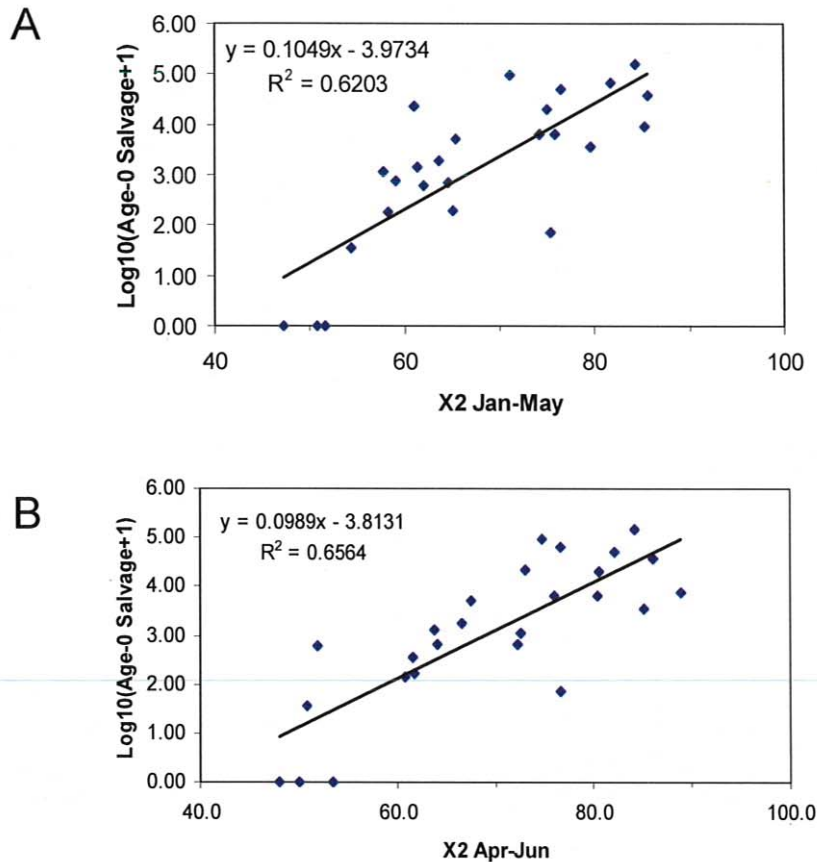 A
y = 0.1049x - 3.9734
R² = 0.6203
Log10(Age-0 Salvage+1)
6.00
5.00
4.00
3.00
2.00
1.00
0.00
40 60 80 100
X2 Jan-May
B
y = 0.0989x - 3.8131
R² = 0.6564
Log10(Age-0 Salvage+1)
6.00
5.00
4.00
3.00
2.00
1.00
0.00
40.0 60.0 80.0 100.0
X2 Apr-Jun